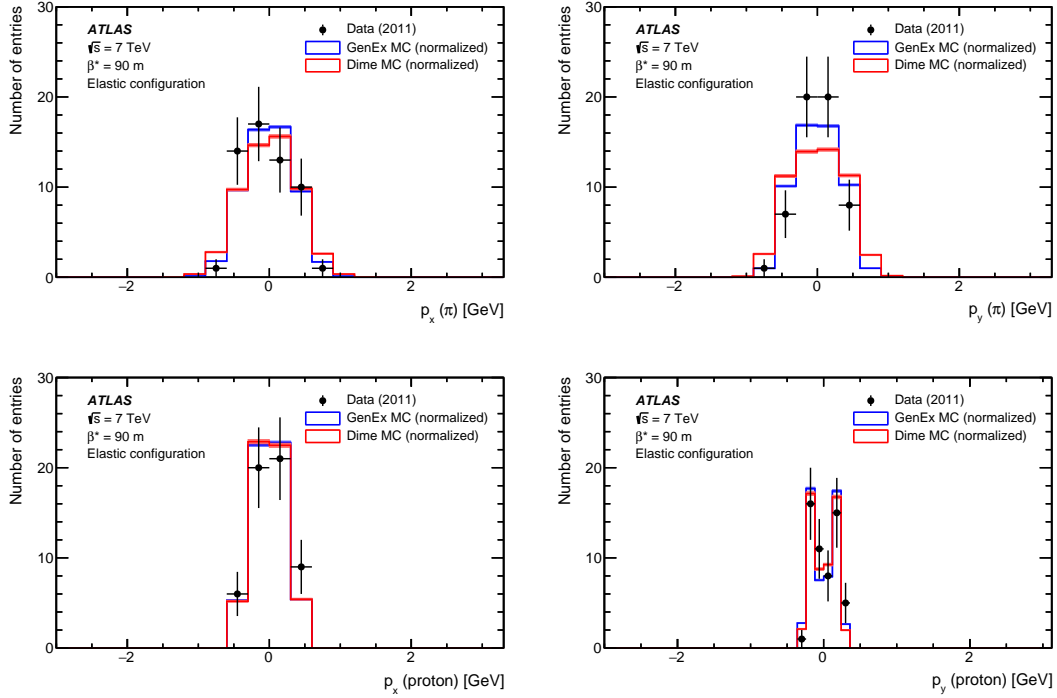 Number of entries
30
20
10
0
ATLAS
√s = 7 TeV
β* = 90 m
Elastic configuration
Data (2011)
GenEx MC (normalized)
Dime MC (normalized)
−2 0 2
p_x (π) [GeV]
Number of entries
30
20
10
0
ATLAS
√s = 7 TeV
β* = 90 m
Elastic configuration
Data (2011)
GenEx MC (normalized)
Dime MC (normalized)
−2 0 2
p_y (π) [GeV]
Number of entries
30
20
10
0
ATLAS
√s = 7 TeV
β* = 90 m
Elastic configuration
Data (2011)
GenEx MC (normalized)
Dime MC (normalized)
−2 0 2
p_x (proton) [GeV]
Number of entries
30
20
10
0
ATLAS
√s = 7 TeV
β* = 90 m
Elastic configuration
Data (2011)
GenEx MC (normalized)
Dime MC (normalized)
−2 0 2
p_y (proton) [GeV]